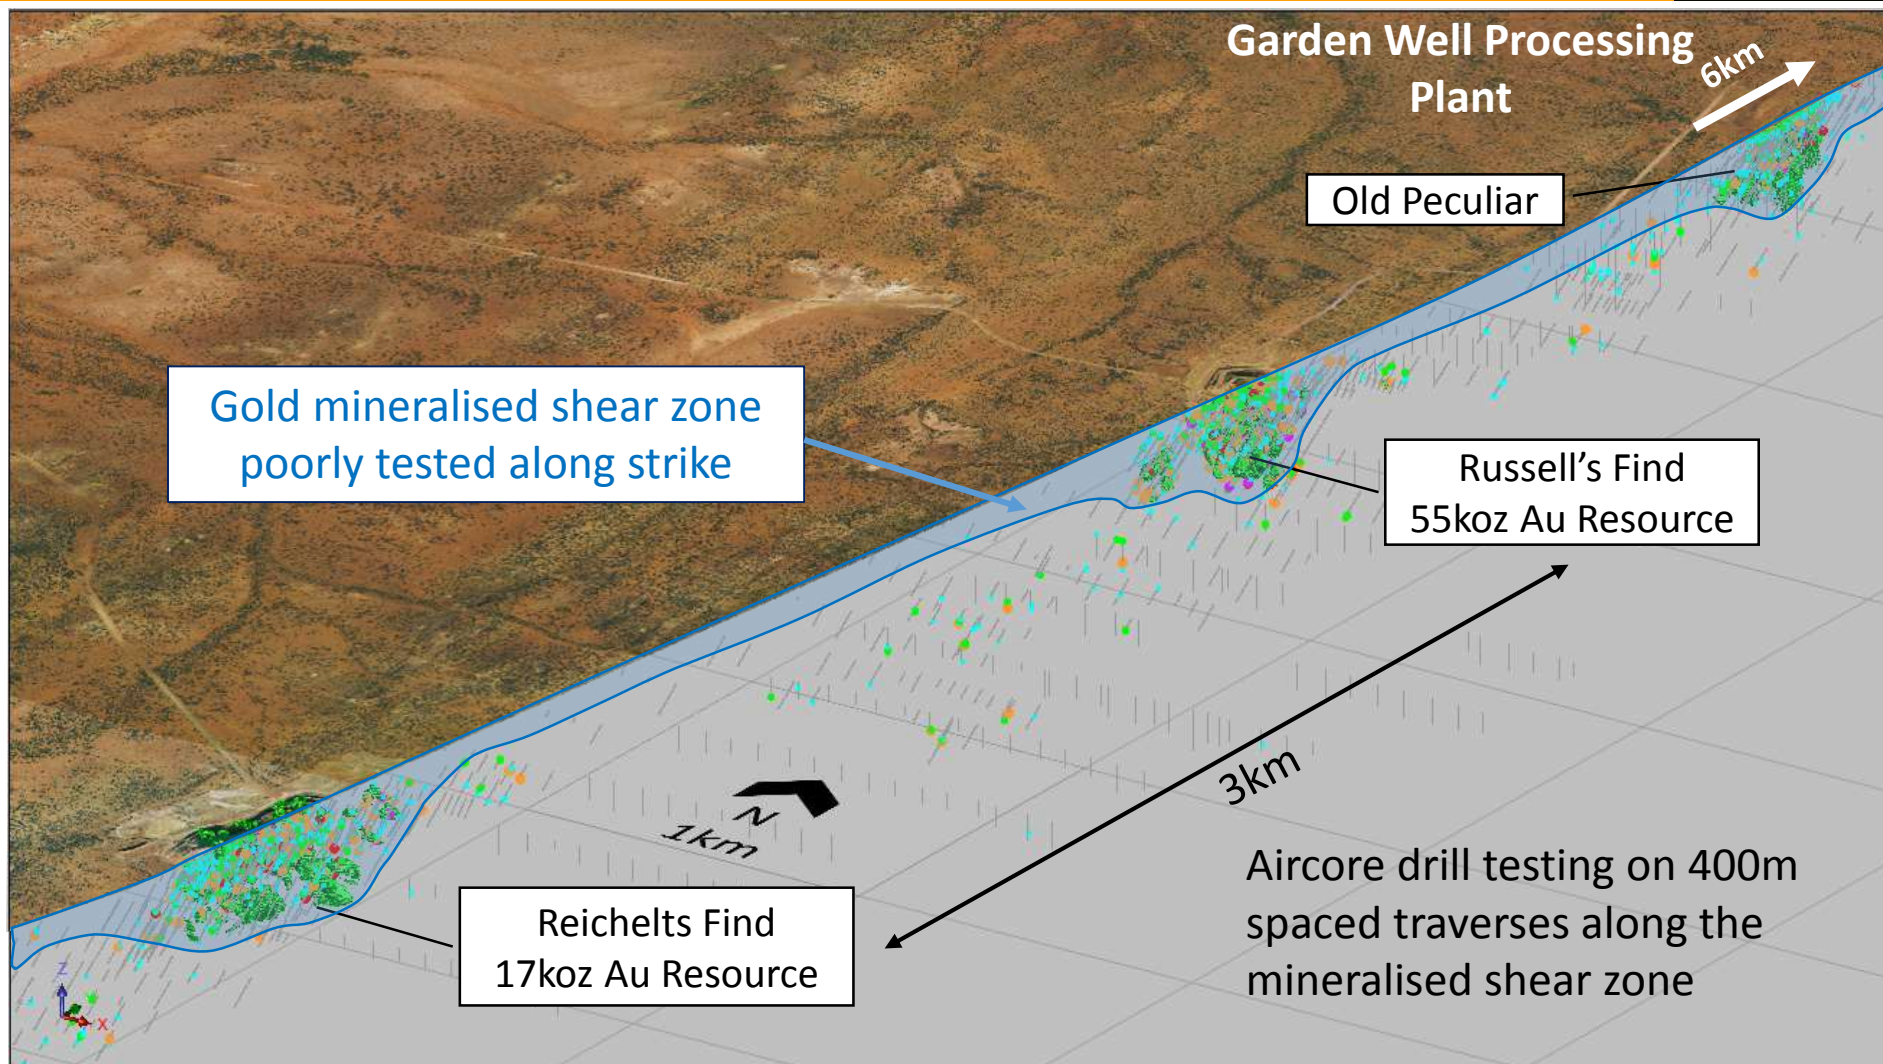 Garden Well Processing
Plant
6km
Old Peculiar
Gold mineralised shear zone
poorly tested along strike
Russell’s Find
55koz Au Resource
3km
N
1km
Aircore drill testing on 400m
spaced traverses along the
mineralised shear zone
Reichelts Find
17koz Au Resource
Z
X